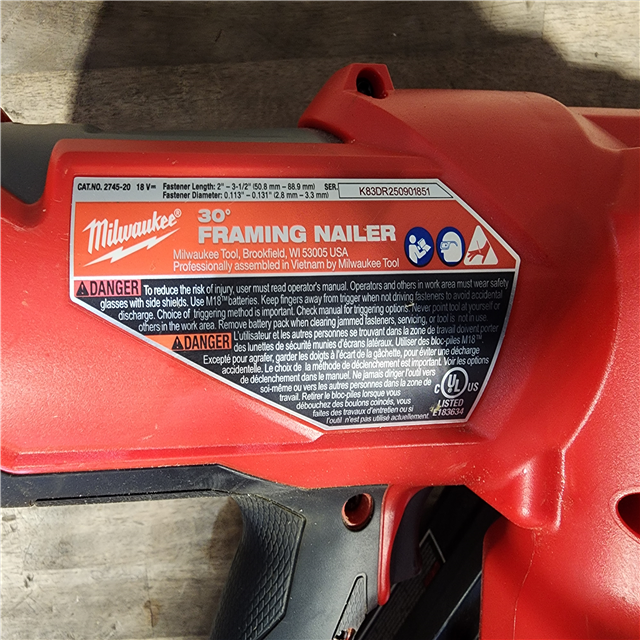 CAT.NO. 2745-20 18 V⎓ Fastener Length: 2" – 3-1/2" (50.8 mm – 88.9 mm) SER. K83DR250901851
Fastener Diameter: 0.113" – 0.131" (2.8 mm – 3.3 mm)
Milwaukee®
30°
FRAMING NAILER
Milwaukee Tool, Brookfield, WI 53005 USA
Professionally assembled in Vietnam by Milwaukee Tool
DANGER To reduce the risk of injury, user must read operator's manual. Operators and others in work area must wear safety
glasses with side shields. Use M18™ batteries. Keep fingers away from trigger when not driving fasteners to avoid accidental
discharge. Choice of triggering method is important. Check manual for triggering options. Never point tool at yourself or
others in the work area. Remove battery pack when clearing jammed fasteners, servicing, or tool is not in use.
DANGER L'utilisateur et les autres personnes se trouvant dans la zone de travail doivent porter
des lunettes de sécurité munies d'écrans latéraux. Utiliser des bloc-piles M18™
Excepté pour agrafer, garder les doigts à l'écart de la gâchette, pour éviter une décharge
accidentelle. Le choix de la méthode de déclenchement est important. Voir les options
de déclenchement dans le manuel. Ne jamais diriger l'outil vers
soi-même ou vers les autres personnes dans la zone de
travail. Retirer le bloc-piles lorsque vous
débouchez des boulons coincés, vous
faites des travaux d'entretien ou si
l'outil n'est pas utilisé actuellement.
C UL US
LISTED
E183634